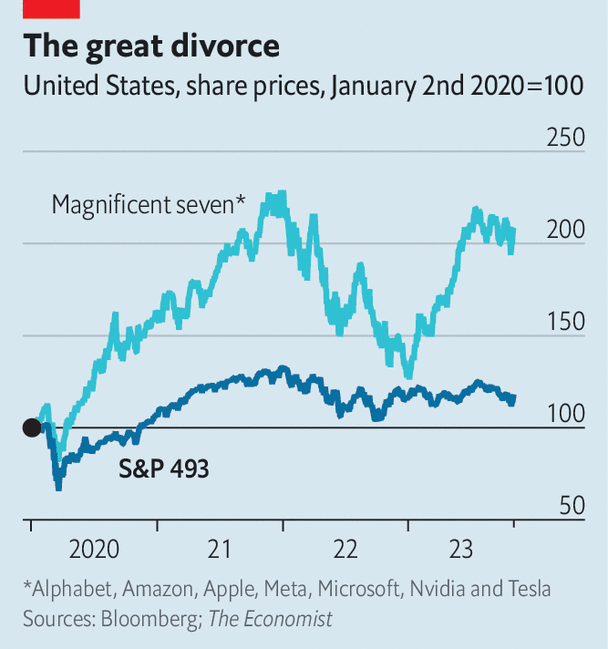 The great divorce
United States, share prices, January 2nd 2020=100
250
Magnificent seven*
200
150
100
S&P 493
50
2020 21 22 23
*Alphabet, Amazon, Apple, Meta, Microsoft, Nvidia and Tesla
Sources: Bloomberg; The Economist